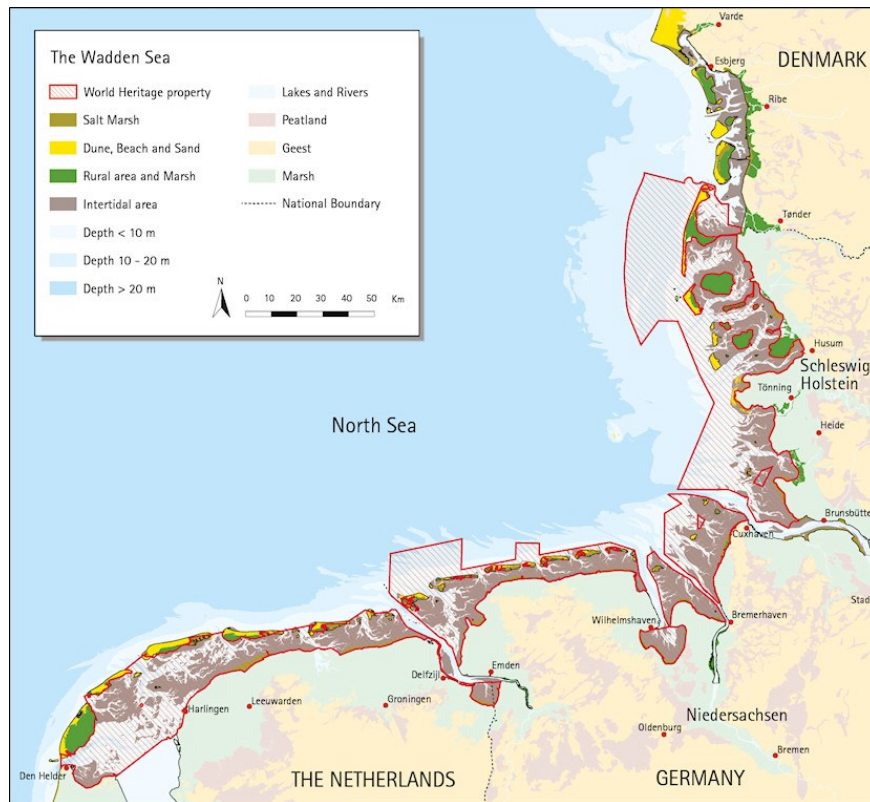 The Wadden Sea
World Heritage property
Salt Marsh
Dune, Beach and Sand
Rural area and Marsh
Intertidal area
Depth < 10 m
Depth 10 - 20 m
Depth > 20 m
Lakes and Rivers
Peatland
Geest
Marsh
National Boundary
N
0 10 20 30 40 50 Km
Varde
Esbjerg
DENMARK
Ribe
Tønder
Husum
Schleswig
Holstein
Tönning
Heide
North Sea
Brunsbütte
Cuxhaven
Stad
Wilhelmshaven
Bremerhaven
Emden
Delfzijl
Groningen
Leeuwarden
Harlingen
Niedersachsen
Oldenburg
Bremen
Den Helder
THE NETHERLANDS
GERMANY